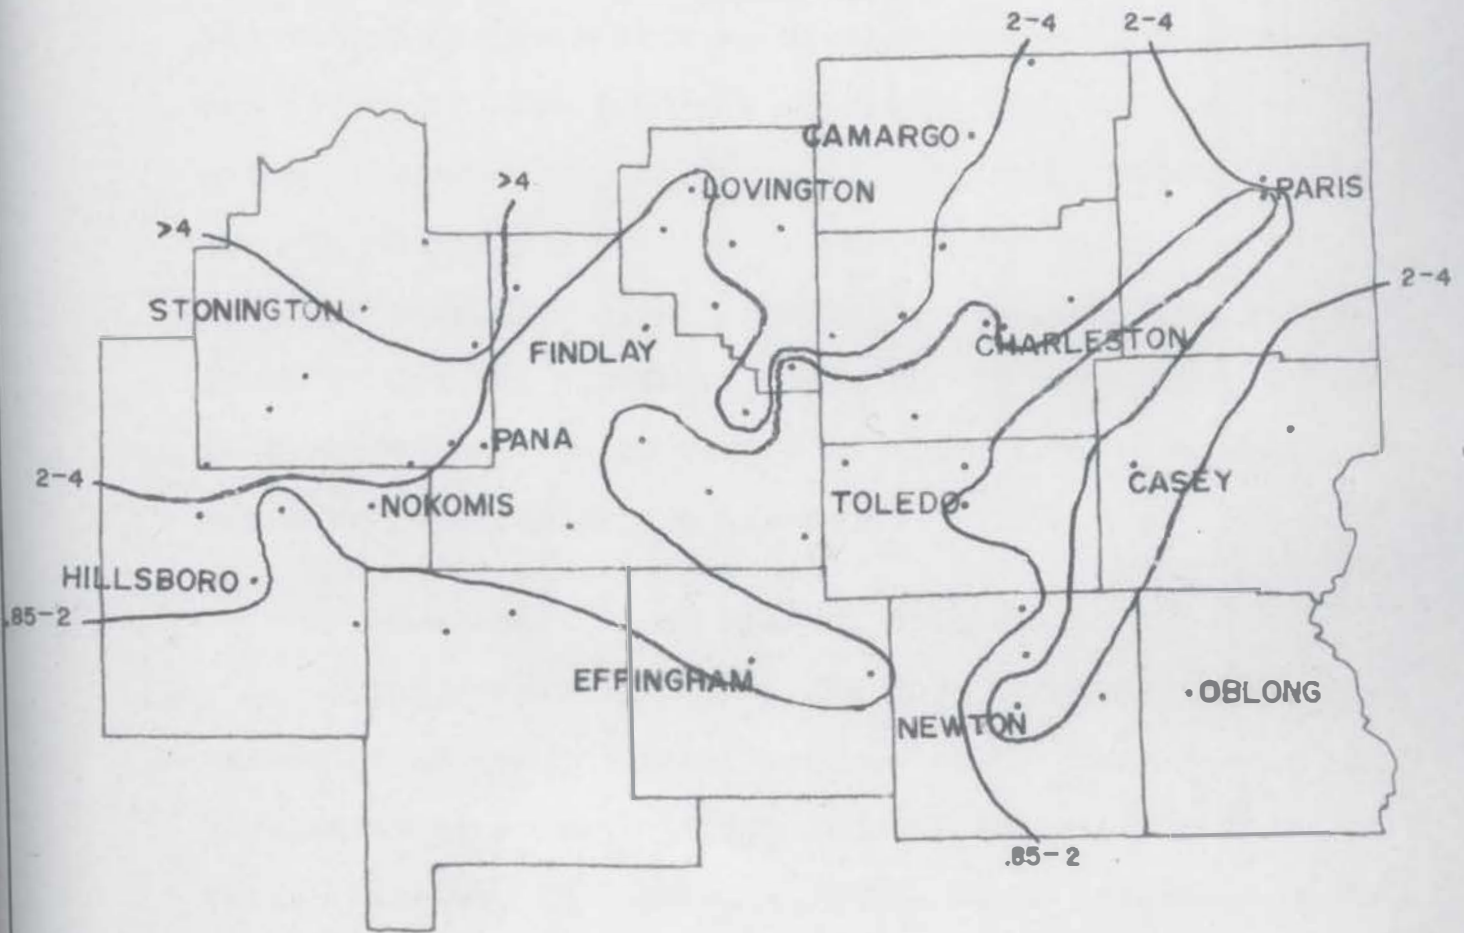 2-4
2-4
CAMARGO
>4
LOVINGTON
PARIS
>4
2-4
STONINGTON
FINDLAY
CHARLESTON
PANA
2-4
CASEY
NOKOMIS
TOLEDO
HILLSBORO
.85-2
EFFINGHAM
OBLONG
NEWTON
.85-2